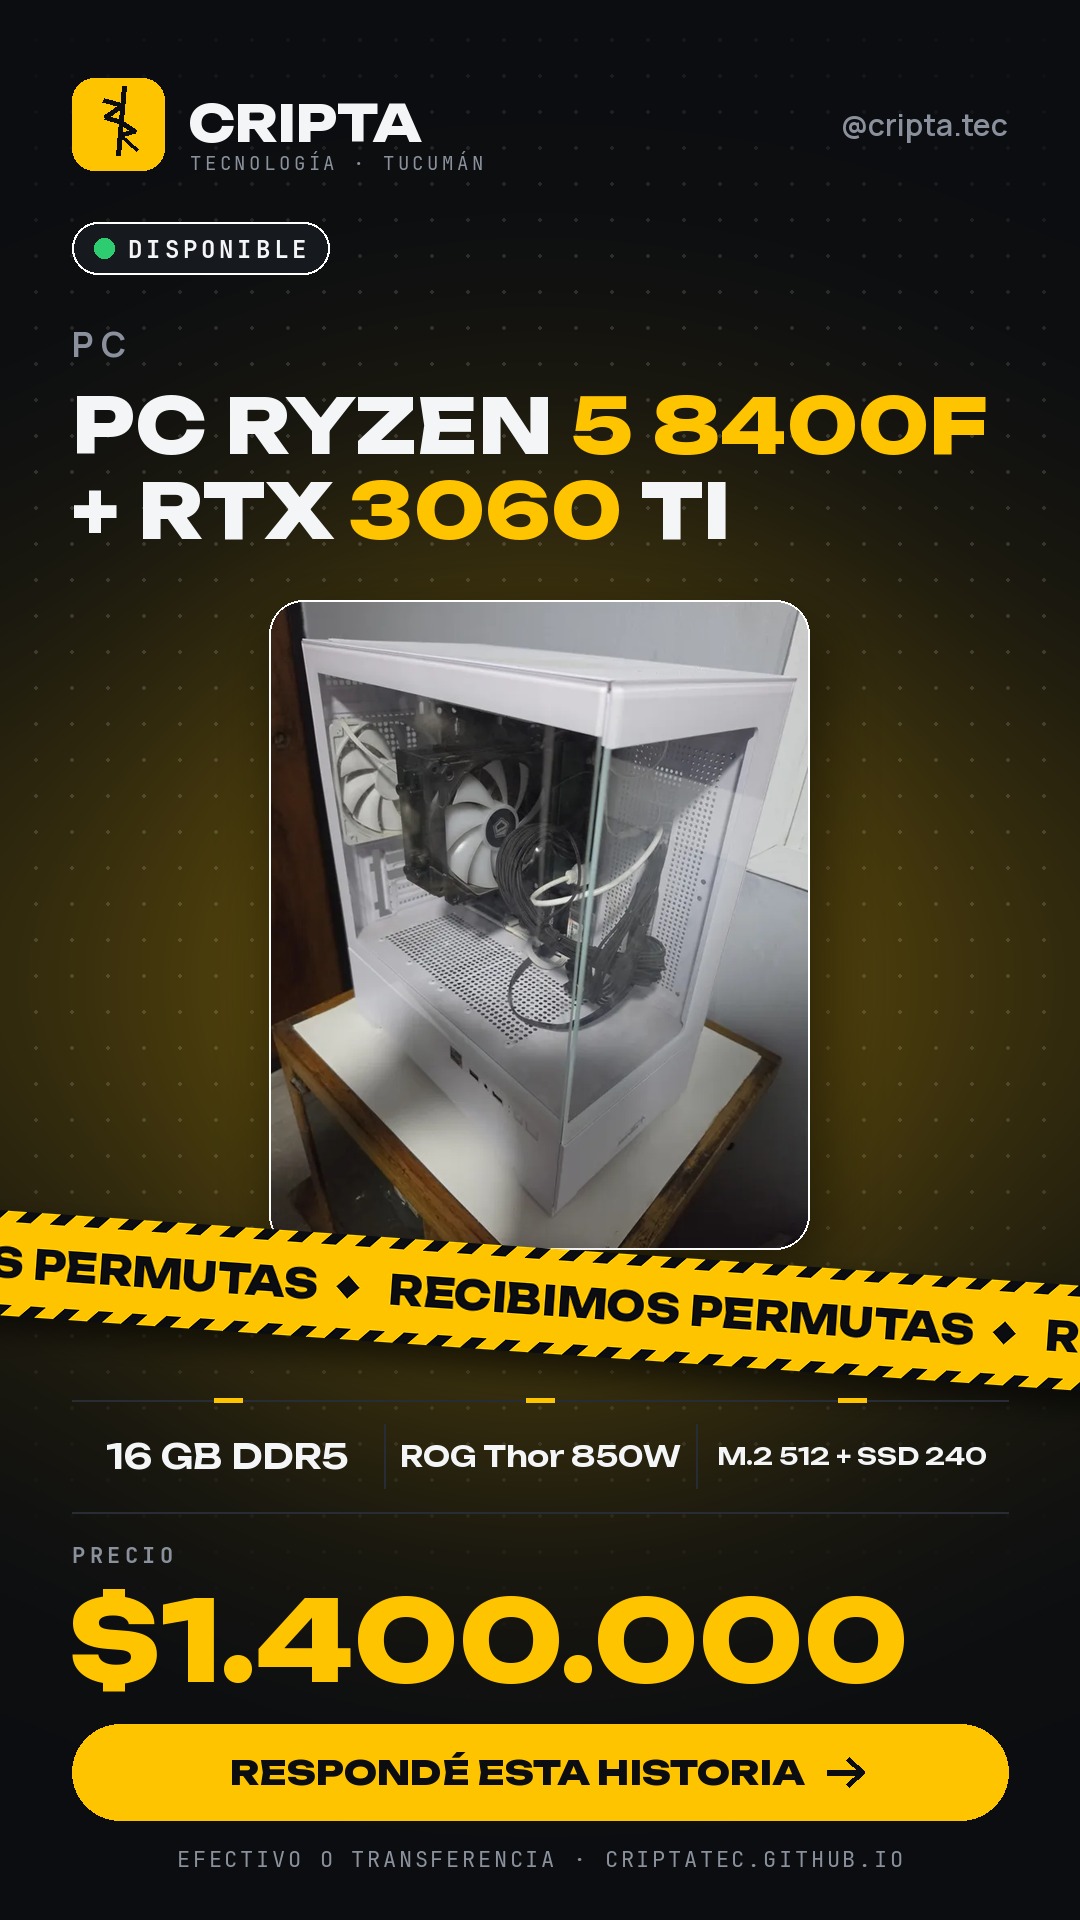 CRIPTA
TECNOLOGÍA · TUCUMÁN
@cripta.tec
DISPONIBLE
PC
PC RYZEN 5 8400F
+ RTX 3060 TI
S PERMUTAS ◆ RECIBIMOS PERMUTAS ◆ R
16 GB DDR5
ROG Thor 850W
M.2 512 + SSD 240
PRECIO
$1.400.000
RESPONDÉ ESTA HISTORIA →
EFECTIVO O TRANSFERENCIA · CRIPTATEC.GITHUB.IO